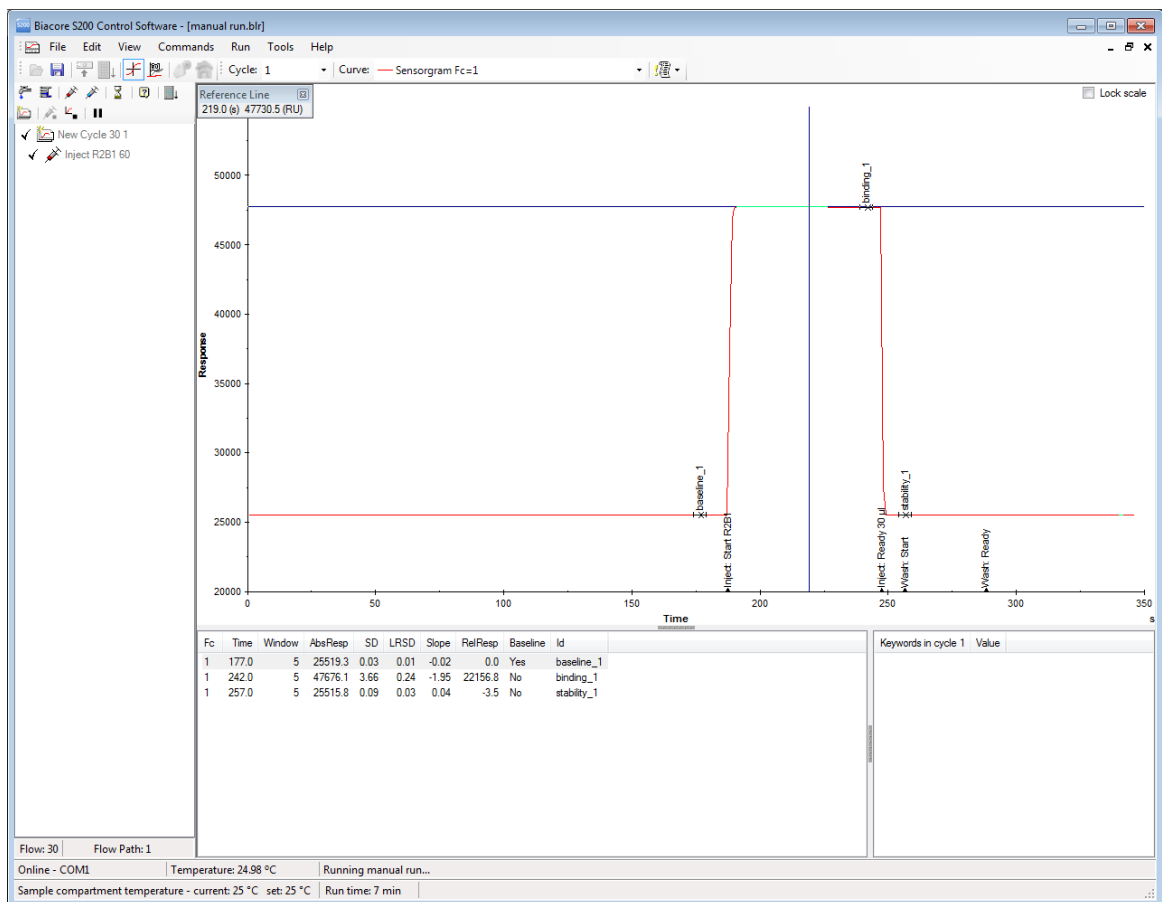 Biacore S200 Control Software - [manual run.blr]
File Edit View Commands Run Tools Help
Cycle: 1 Curve: Sensorgram Fc=1
Reference Line
219.0 (s) 47730.5 (RU)
Lock scale
New Cycle 30 1
Inject R2B1 60
50000
45000
40000
35000
30000
25000
20000
Response
baseline_1
Inject: Start R2B1
binding_1
Inject: Ready 30 µl
stability_1
Wash: Start
Wash: Ready
0 50 100 150 200 250 300 350
Time s
Fc Time Window AbsResp SD LRSD Slope RelResp Baseline Id
1 177.0 5 25519.3 0.03 0.01 -0.02 0.0 Yes baseline_1
1 242.0 5 47676.1 3.66 0.24 -1.95 22156.8 No binding_1
1 257.0 5 25515.8 0.09 0.03 0.04 -3.5 No stability_1
Keywords in cycle 1 Value
Flow: 30 Flow Path: 1
Online - COM1 Temperature: 24.98 °C Running manual run...
Sample compartment temperature - current: 25 °C set: 25 °C Run time: 7 min